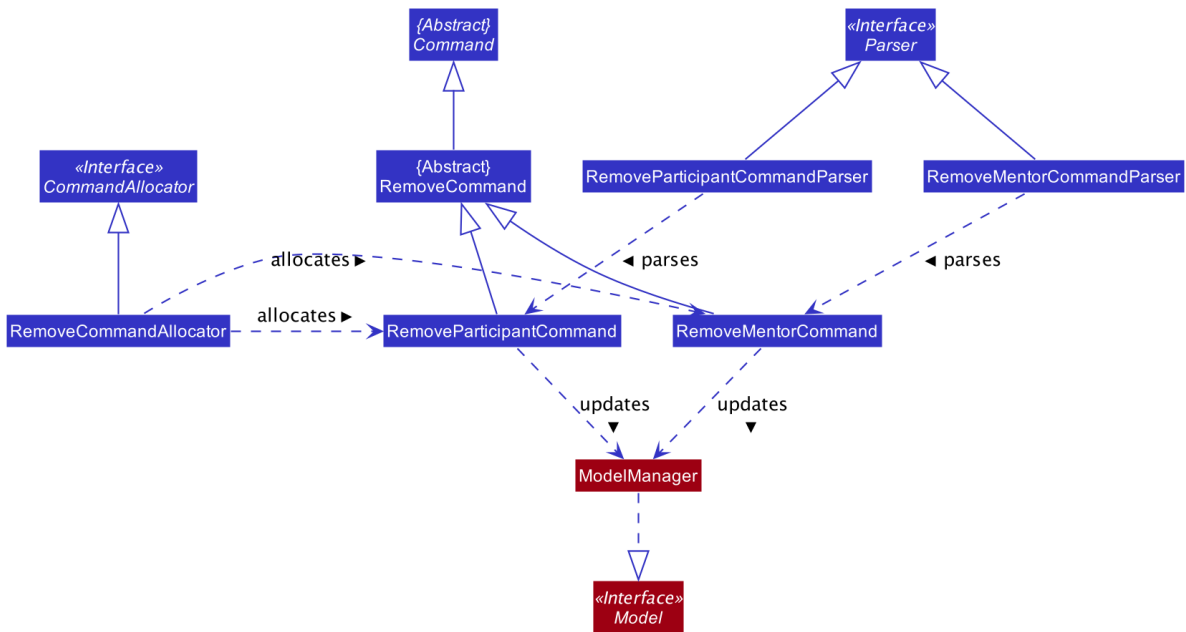 {Abstract}
Command
«Interface»
Parser
«Interface»
CommandAllocator
{Abstract}
RemoveCommand
RemoveParticipantCommandParser
RemoveMentorCommandParser
allocates ▶
◀ parses
◀ parses
allocates ▶
RemoveCommandAllocator
RemoveParticipantCommand
RemoveMentorCommand
updates
▼
updates
▼
ModelManager
«Interface»
Model